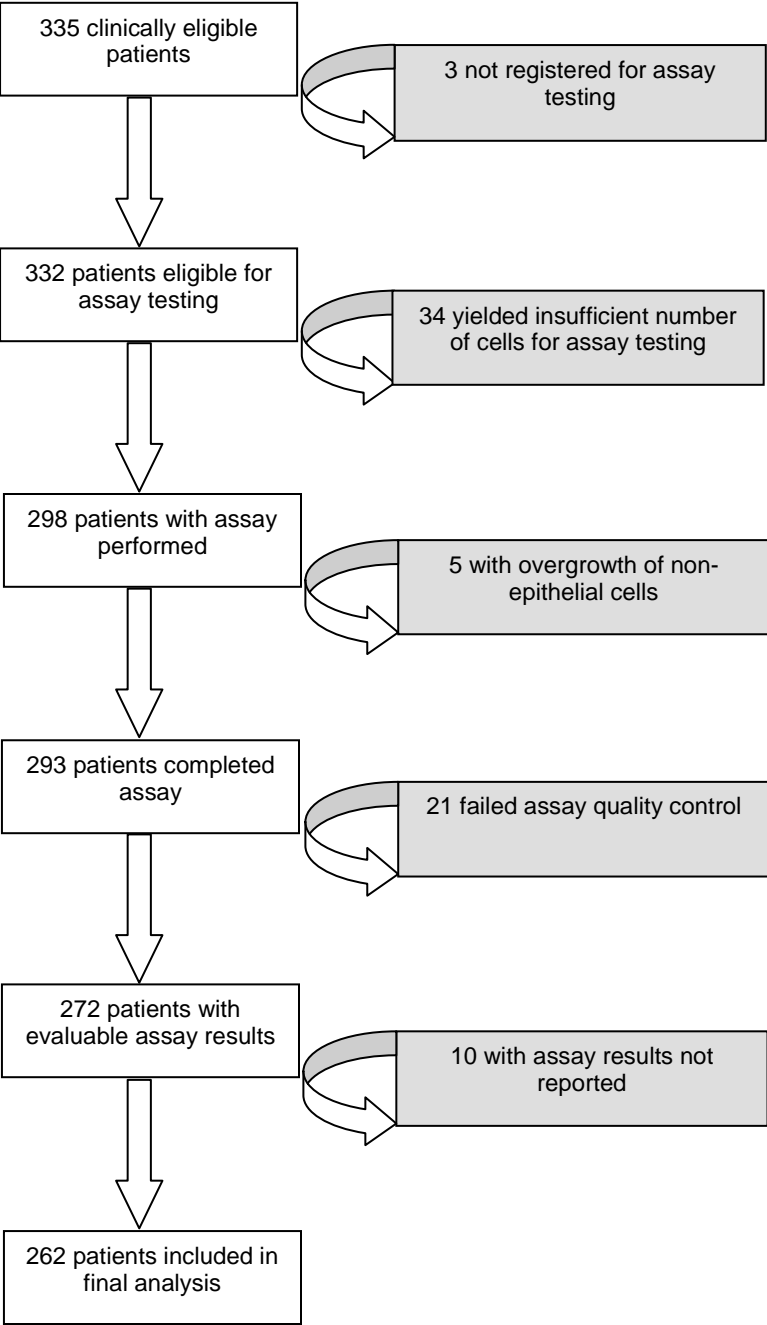 335 clinically eligible
patients
3 not registered for assay
testing
332 patients eligible for
assay testing
34 yielded insufficient number
of cells for assay testing
298 patients with assay
performed
5 with overgrowth of non-
epithelial cells
293 patients completed
assay
21 failed assay quality control
272 patients with
evaluable assay results
10 with assay results not
reported
262 patients included in
final analysis